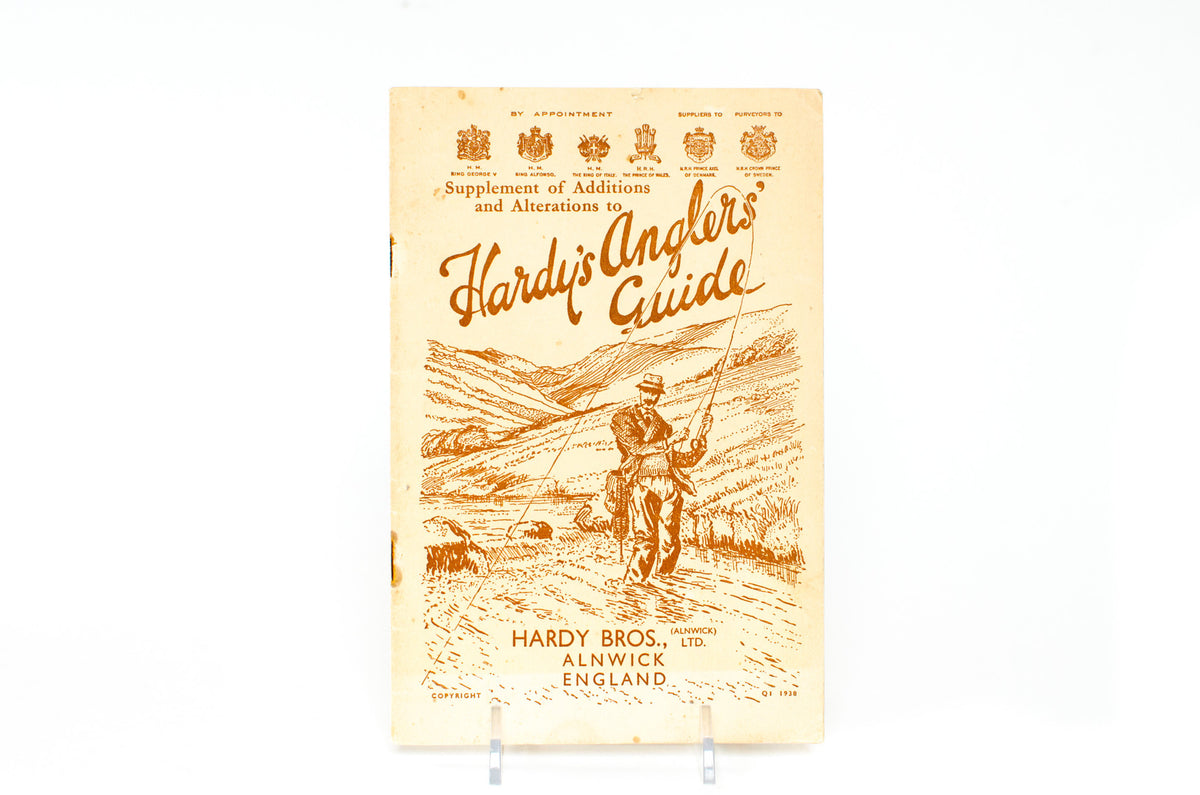 BY APPOINTMENT SUPPLIERS TO PURVEYORS TO
H. M. H. M. H. M. H. R. H. H.R.H. PRINCE AXEL H.R.H. CROWN PRINCE
KING GEORGE V KING ALFONSO. THE KING OF ITALY. THE PRINCE OF WALES. OF DENMARK. OF SWEDEN.
Supplement of Additions
and Alterations to
Hardy's Anglers'
Guide
HARDY BROS., (ALNWICK) LTD.
ALNWICK
ENGLAND
COPYRIGHT Q1 1938